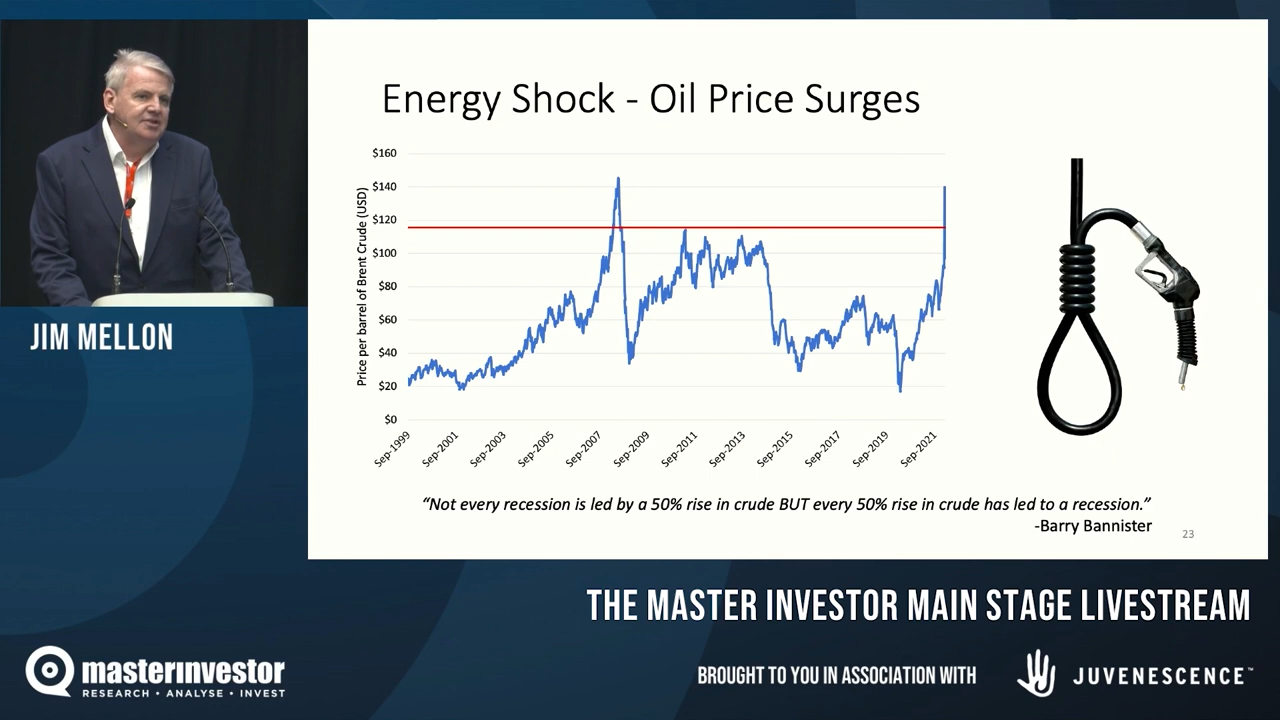 Energy Shock - Oil Price Surges
Price per barrel of Brent Crude (USD)
$160
$140
$120
$100
$80
$60
$40
$20
$0
Sep-1999
Sep-2001
Sep-2003
Sep-2005
Sep-2007
Sep-2009
Sep-2011
Sep-2013
Sep-2015
Sep-2017
Sep-2019
Sep-2021
“Not every recession is led by a 50% rise in crude BUT every 50% rise in crude has led to a recession.”
-Barry Bannister
23
JIM MELLON
THE MASTER INVESTOR MAIN STAGE LIVESTREAM
masterinvestor
RESEARCH • ANALYSE • INVEST
BROUGHT TO YOU IN ASSOCIATION WITH
JUVENESCENCE™